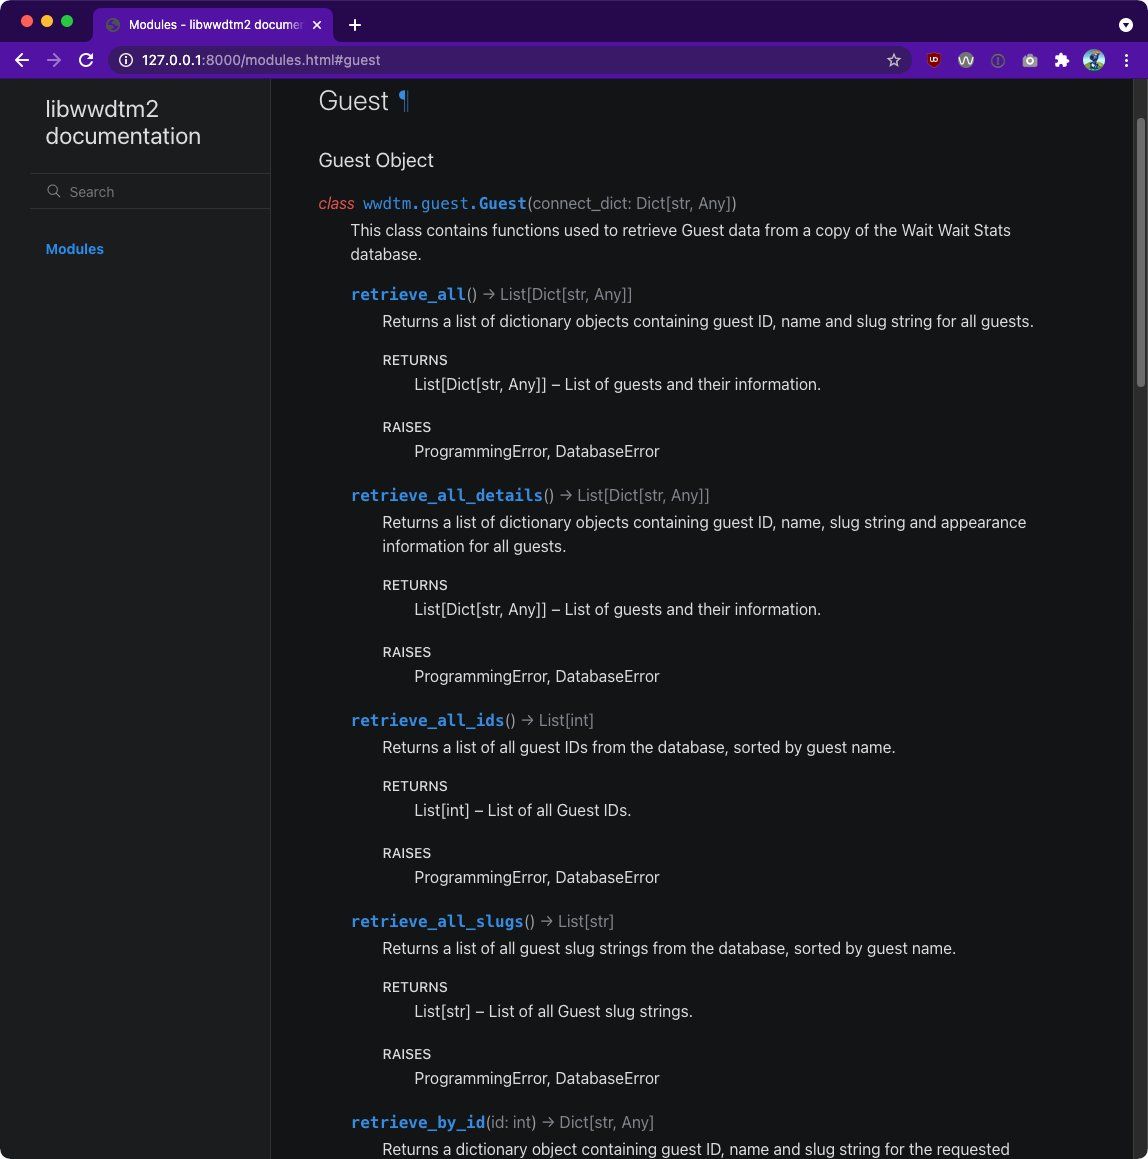 Modules - libwwdtm2 documen
127.0.0.1:8000/modules.html#guest
libwwdtm2
documentation
Search
Modules
Guest ¶
Guest Object
class wwdtm.guest.Guest(connect_dict: Dict[str, Any])
This class contains functions used to retrieve Guest data from a copy of the Wait Wait Stats
database.
retrieve_all() → List[Dict[str, Any]]
Returns a list of dictionary objects containing guest ID, name and slug string for all guests.
RETURNS
List[Dict[str, Any]] – List of guests and their information.
RAISES
ProgrammingError, DatabaseError
retrieve_all_details() → List[Dict[str, Any]]
Returns a list of dictionary objects containing guest ID, name, slug string and appearance
information for all guests.
RETURNS
List[Dict[str, Any]] – List of guests and their information.
RAISES
ProgrammingError, DatabaseError
retrieve_all_ids() → List[int]
Returns a list of all guest IDs from the database, sorted by guest name.
RETURNS
List[int] – List of all Guest IDs.
RAISES
ProgrammingError, DatabaseError
retrieve_all_slugs() → List[str]
Returns a list of all guest slug strings from the database, sorted by guest name.
RETURNS
List[str] – List of all Guest slug strings.
RAISES
ProgrammingError, DatabaseError
retrieve_by_id(id: int) → Dict[str, Any]
Returns a dictionary object containing guest ID, name and slug string for the requested